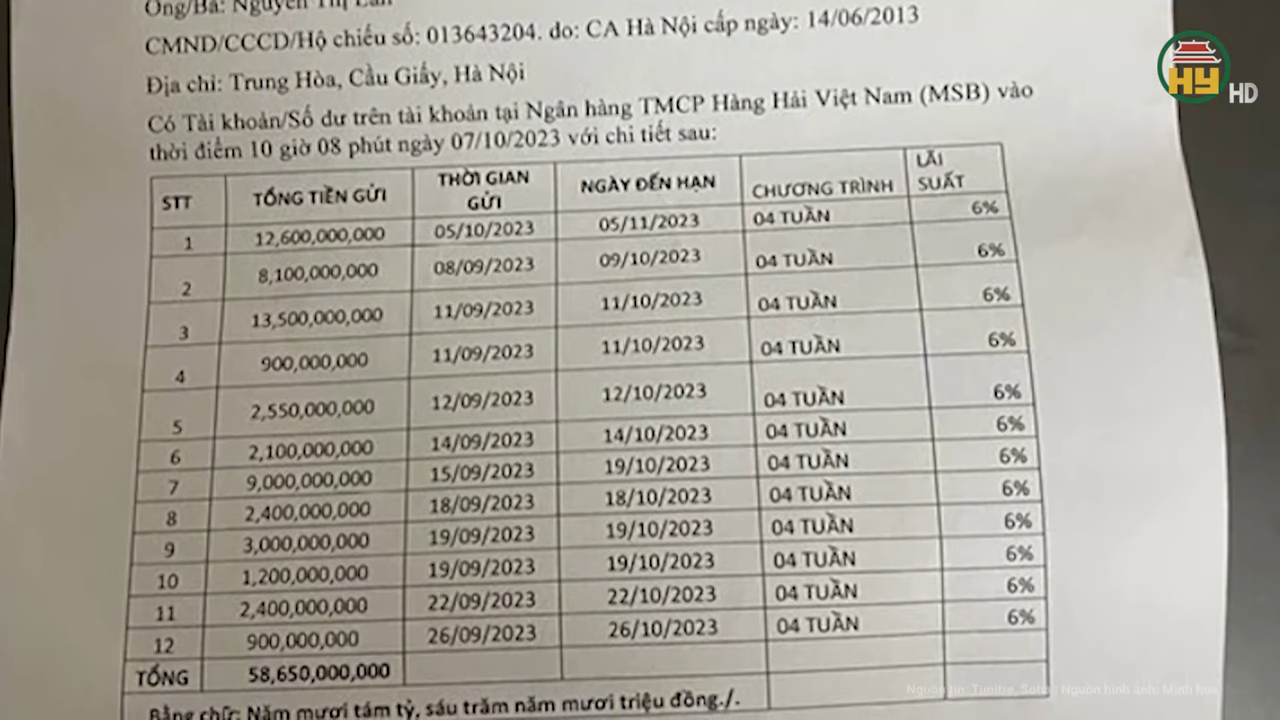 Ông/Bà: Nguyễn Thị Lan
CMND/CCCD/Hộ chiếu số: 013643204. do: CA Hà Nội cấp ngày: 14/06/2013
Địa chỉ: Trung Hòa, Cầu Giấy, Hà Nội
Có Tài khoản/Số dư trên tài khoản tại Ngân hàng TMCP Hàng Hải Việt Nam (MSB) vào
thời điểm 10 giờ 08 phút ngày 07/10/2023 với chi tiết sau:
STT TỔNG TIỀN GỬI THỜI GIAN GỬI NGÀY ĐẾN HẠN CHƯƠNG TRÌNH LÃI SUẤT
1 12,600,000,000 05/10/2023 05/11/2023 04 TUẦN 6%
2 8,100,000,000 08/09/2023 09/10/2023 04 TUẦN 6%
3 13,500,000,000 11/09/2023 11/10/2023 04 TUẦN 6%
4 900,000,000 11/09/2023 11/10/2023 04 TUẦN 6%
5 2,550,000,000 12/09/2023 12/10/2023 04 TUẦN 6%
6 2,100,000,000 14/09/2023 14/10/2023 04 TUẦN 6%
7 9,000,000,000 15/09/2023 19/10/2023 04 TUẦN 6%
8 2,400,000,000 18/09/2023 18/10/2023 04 TUẦN 6%
9 3,000,000,000 19/09/2023 19/10/2023 04 TUẦN 6%
10 1,200,000,000 19/09/2023 19/10/2023 04 TUẦN 6%
11 2,400,000,000 22/09/2023 22/10/2023 04 TUẦN 6%
12 900,000,000 26/09/2023 26/10/2023 04 TUẦN 6%
TỔNG 58,650,000,000
Bằng chữ: Năm mươi tám tỷ, sáu trăm năm mươi triệu đồng./.
HY HD
Nguồn tin: Nguồn hình ảnh: Minh họa